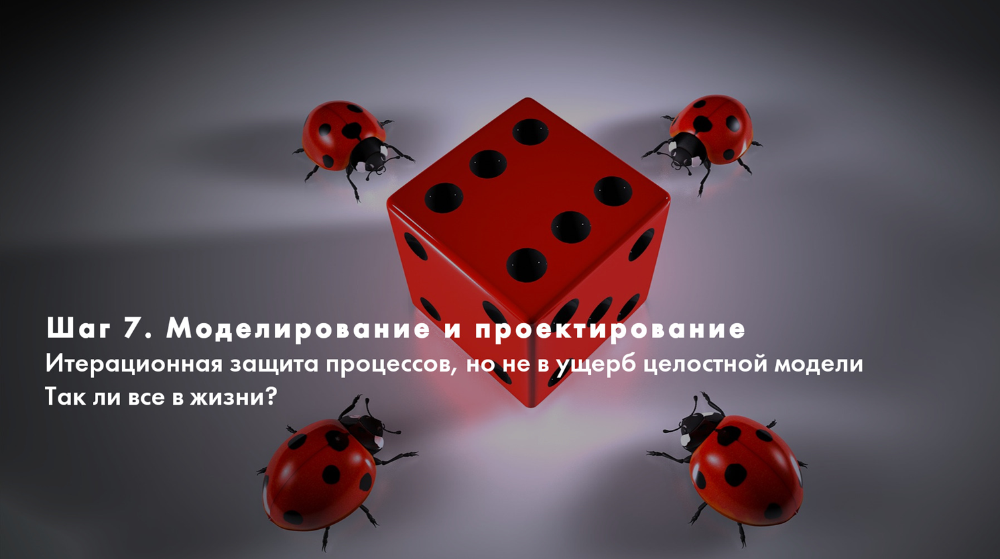 Шаг 7. Моделирование и проектирование
Итерационная защита процессов, но не в ущерб целостной модели
Так ли все в жизни?